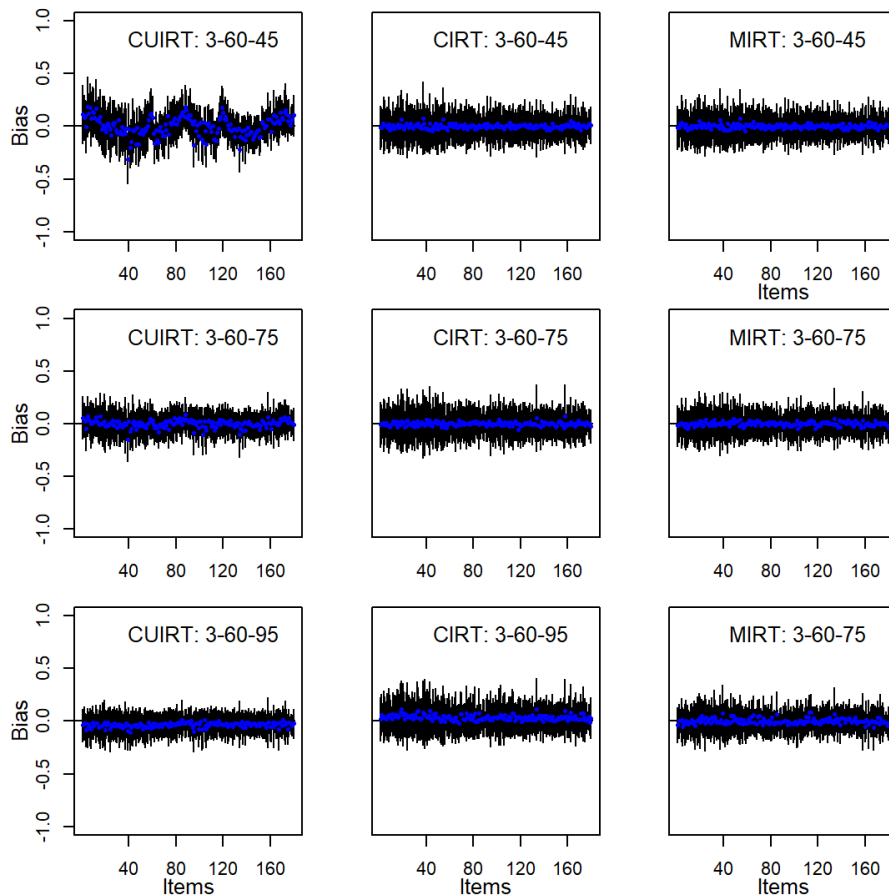 CUIRT: 3-60-45
CIRT: 3-60-45
MIRT: 3-60-45
1.0
0.5
0.0
-0.5
-1.0
Bias
40 80 120 160
40 80 120 160
40 80 120 160
Items
CUIRT: 3-60-75
CIRT: 3-60-75
MIRT: 3-60-75
1.0
0.5
0.0
-0.5
-1.0
Bias
40 80 120 160
40 80 120 160
40 80 120 160
CUIRT: 3-60-95
CIRT: 3-60-95
MIRT: 3-60-75
1.0
0.5
0.0
-0.5
-1.0
Bias
40 80 120 160
40 80 120 160
40 80 120 160
Items
Items
Items